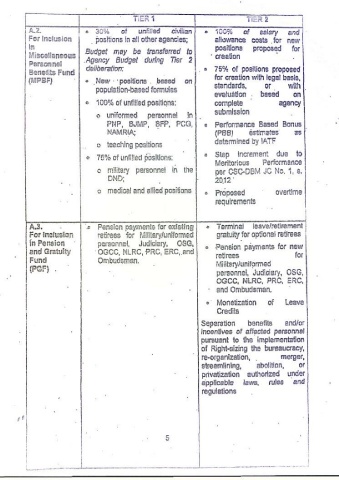 TIER 1
TIER 2
A.2.
For Inclusion
in
Miscellaneous
Personnel
Benefits Fund
(MPBF)
• 30% of unfilled civilian
positions in all other agencies;
Budget may be transferred to
Agency Budget during Tier 2
deliberation:
• New positions based on
population-based formulas
• 100% of unfilled positions:
o uniformed personnel in
PNP, BJMP, BFP, PCG,
NAMRIA;
o teaching positions
• 75% of unfilled positions:
o military personnel in the
DND;
o medical and allied positions
• 100% of salary and
allowance costs for new
positions proposed for
creation
• 75% of positions proposed
for creation with legal basis,
standards, or with
evaluation based on
complete agency
submission
• Performance Based Bonus
(PBB) estimates as
determined by IATF
• Step Increment due to
Meritorious Performance
per CSC-DBM JC No. 1, s.
2012
• Proposed overtime
requirements
A.3.
For Inclusion
in Pension
and Gratuity
Fund
(PGF)
• Pension payments for existing
retirees for Military/uniformed
personnel, Judiciary, OSG,
OGCC, NLRC, PRC, ERC, and
Ombudsman.
• Terminal leave/retirement
gratuity for optional retirees
• Pension payments for new
retirees for
Military/uniformed
personnel, Judiciary, OSG,
OGCC, NLRC, PRC, ERC,
and Ombudsman.
• Monetization of Leave
Credits
Separation benefits and/or
incentives of affected personnel
pursuant to the implementation
of Right-sizing the bureaucracy,
re-organization, merger,
streamlining, abolition, or
privatization authorized under
applicable laws, rules and
regulations
5